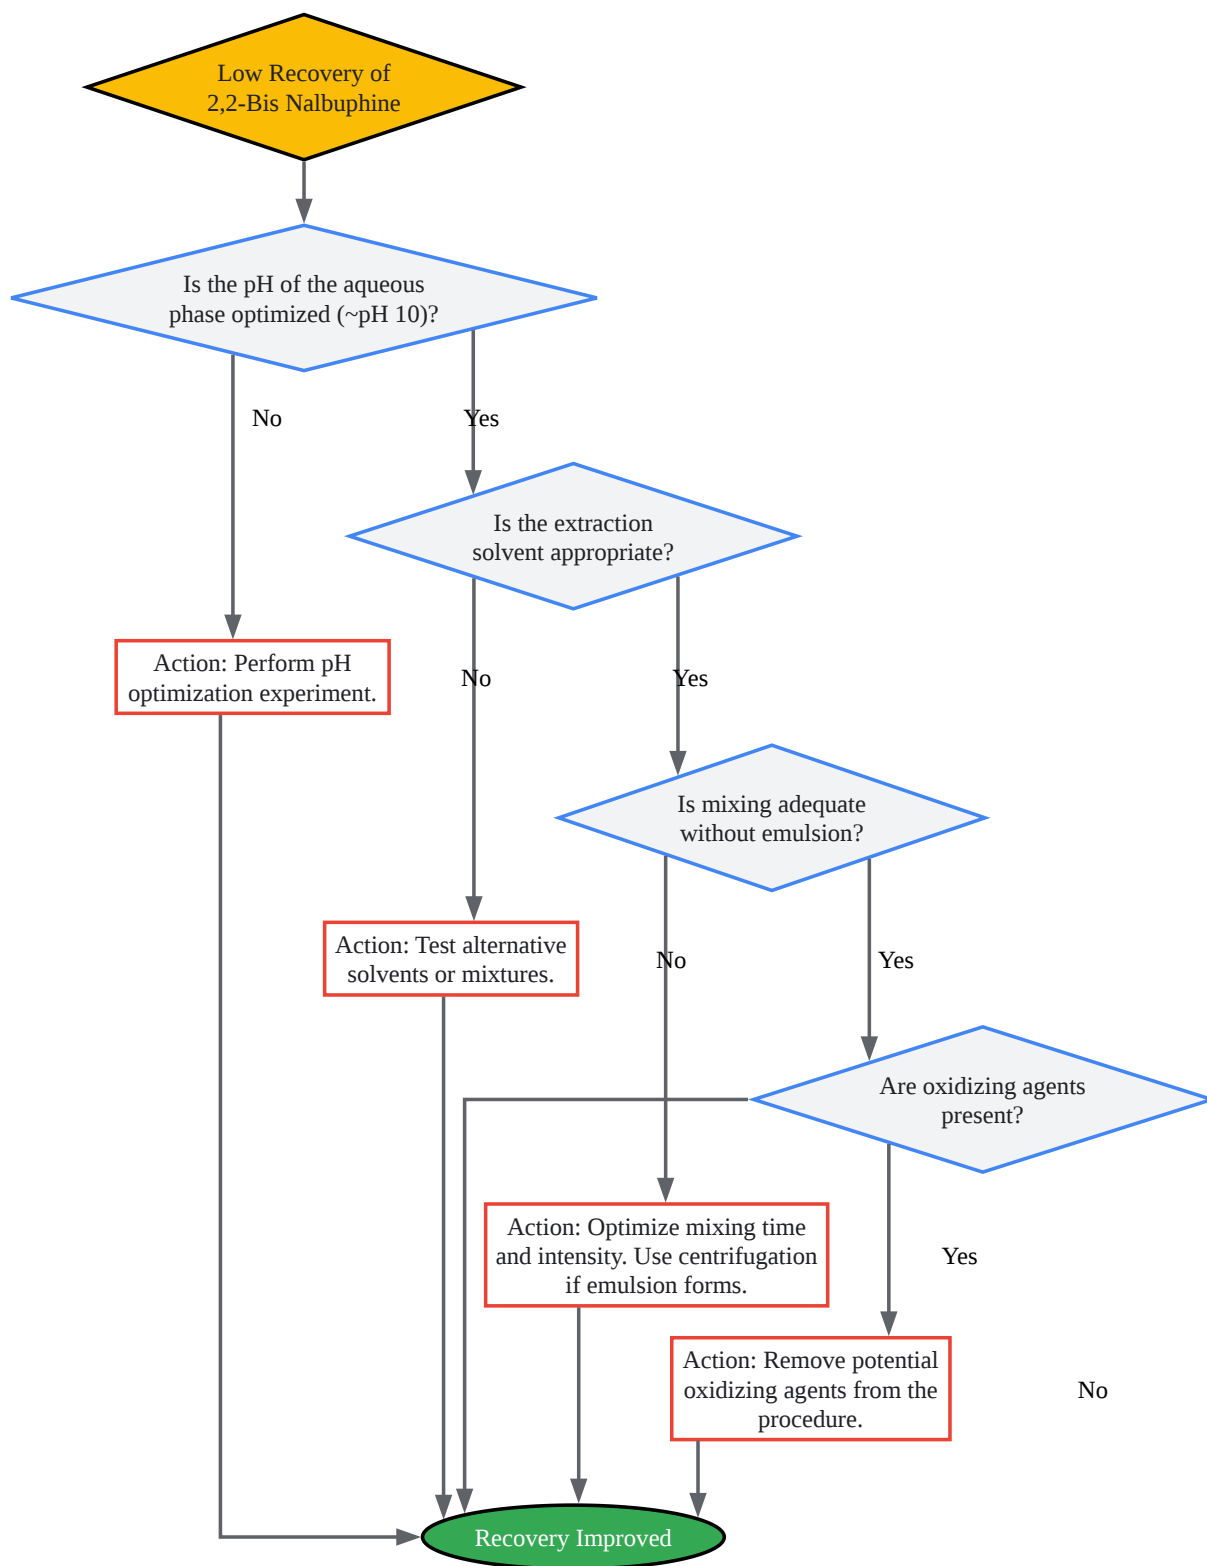 Low Recovery of
2,2-Bis Nalbuphine
Is the pH of the aqueous
phase optimized (~pH 10)?
No
Yes
Is the extraction
solvent appropriate?
Action: Perform pH
optimization experiment.
No
Yes
Is mixing adequate
without emulsion?
Action: Test alternative
solvents or mixtures.
No
Yes
Are oxidizing agents
present?
Action: Optimize mixing time
and intensity. Use centrifugation
if emulsion forms.
Yes
Action: Remove potential
oxidizing agents from the
procedure.
No
Recovery Improved